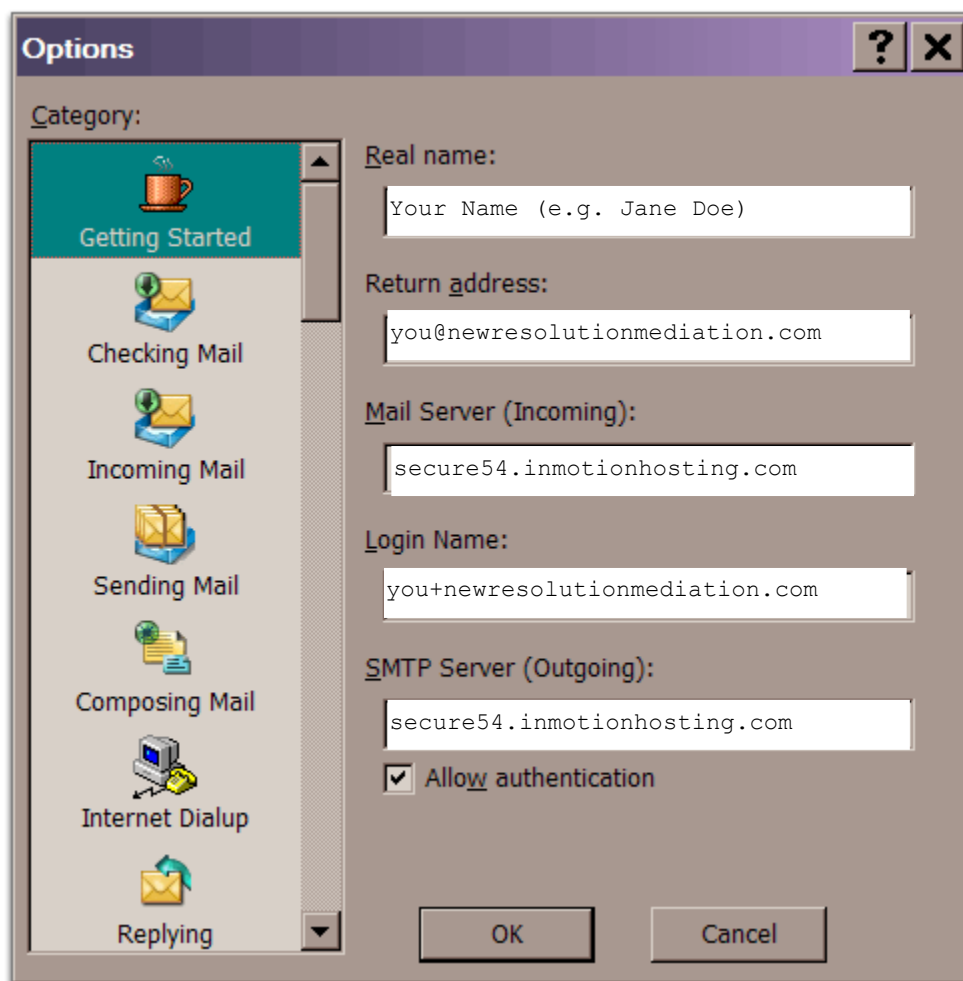 Options
Category:
Getting Started
Checking Mail
Incoming Mail
Sending Mail
Composing Mail
Internet Dialup
Replying
Real name:
Your Name (e.g. Jane Doe)
Return address:
you@newresolutionmediation.com
Mail Server (Incoming):
secure54.inmotionhosting.com
Login Name:
you+newresolutionmediation.com
SMTP Server (Outgoing):
secure54.inmotionhosting.com
Allow authentication
OK
Cancel